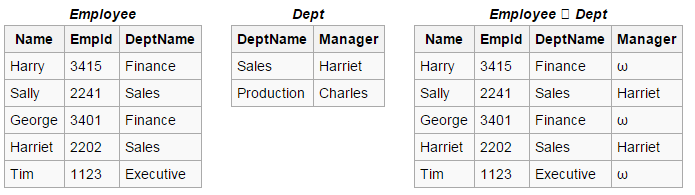 Employee Dept Employee Dept
Name EmpId DeptName DeptName Manager Name EmpId DeptName Manager
Harry 3415 Finance Sales Harriet Harry 3415 Finance ω
Sally 2241 Sales Production Charles Sally 2241 Sales Harriet
George 3401 Finance George 3401 Finance ω
Harriet 2202 Sales Harriet 2202 Sales Harriet
Tim 1123 Executive Tim 1123 Executive ω